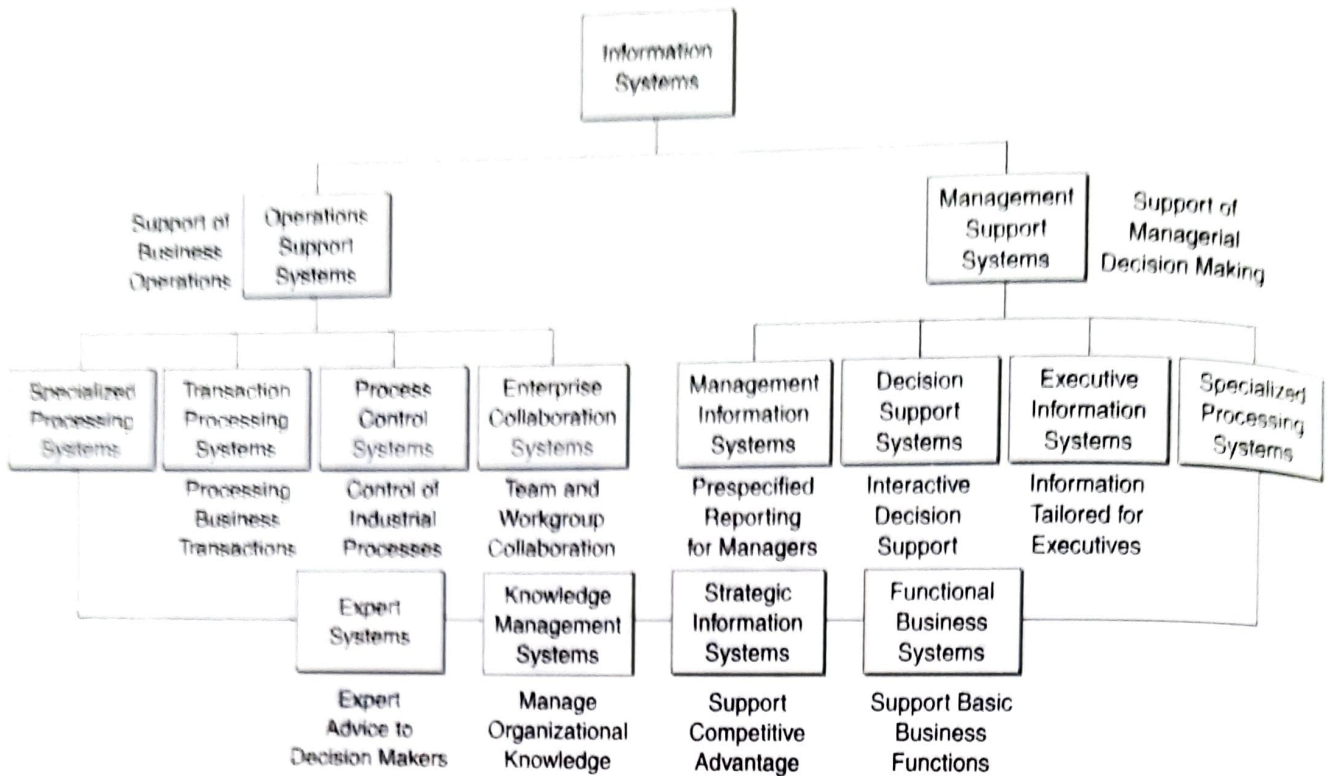 Information
Systems
Support of
Business
Operations
Operations
Support
Systems
Management
Support
Systems
Support of
Managerial
Decision Making
Specialized
Processing
Systems
Transaction
Processing
Systems
Process
Control
Systems
Enterprise
Collaboration
Systems
Management
Information
Systems
Decision
Support
Systems
Executive
Information
Systems
Specialized
Processing
Systems
Processing
Business
Transactions
Control of
Industrial
Processes
Team and
Workgroup
Collaboration
Prespecified
Reporting
for Managers
Interactive
Decision
Support
Information
Tailored for
Executives
Expert
Systems
Knowledge
Management
Systems
Strategic
Information
Systems
Functional
Business
Systems
Expert
Advice to
Decision Makers
Manage
Organizational
Knowledge
Support
Competitive
Advantage
Support Basic
Business
Functions